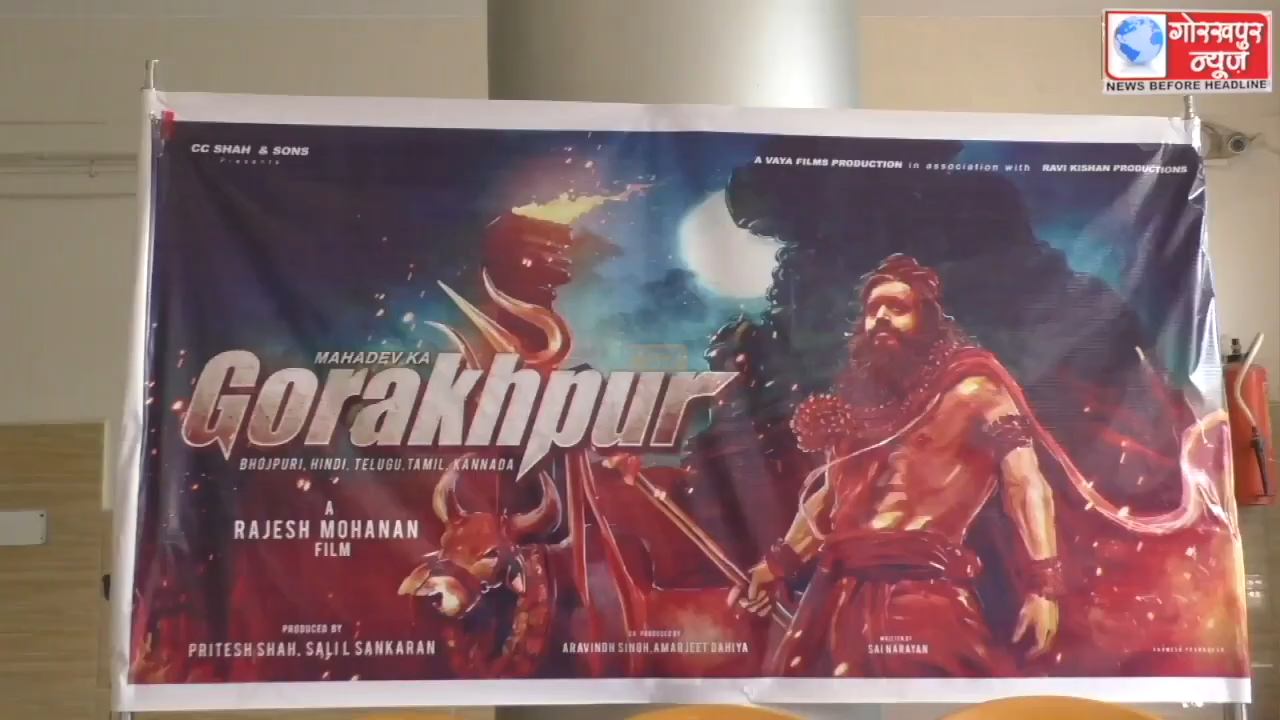 गोरखपुर
न्यूज़
NEWS BEFORE HEADLINE
CC SHAH & SONS
Presents
A VAYA FILMS PRODUCTION in association with RAVI KISHAN PRODUCTIONS
MAHADEV KA
Gorakhpur
BHOJPURI, HINDI, TELUGU, TAMIL, KANNADA
A
RAJESH MOHANAN
FILM
PRODUCED BY
PRITESH SHAH, SALIL SANKARAN
CO PRODUCED BY
ARAVINDH SINGH, AMARJEET DAHIYA
WRITTEN BY
SAI NARAYAN